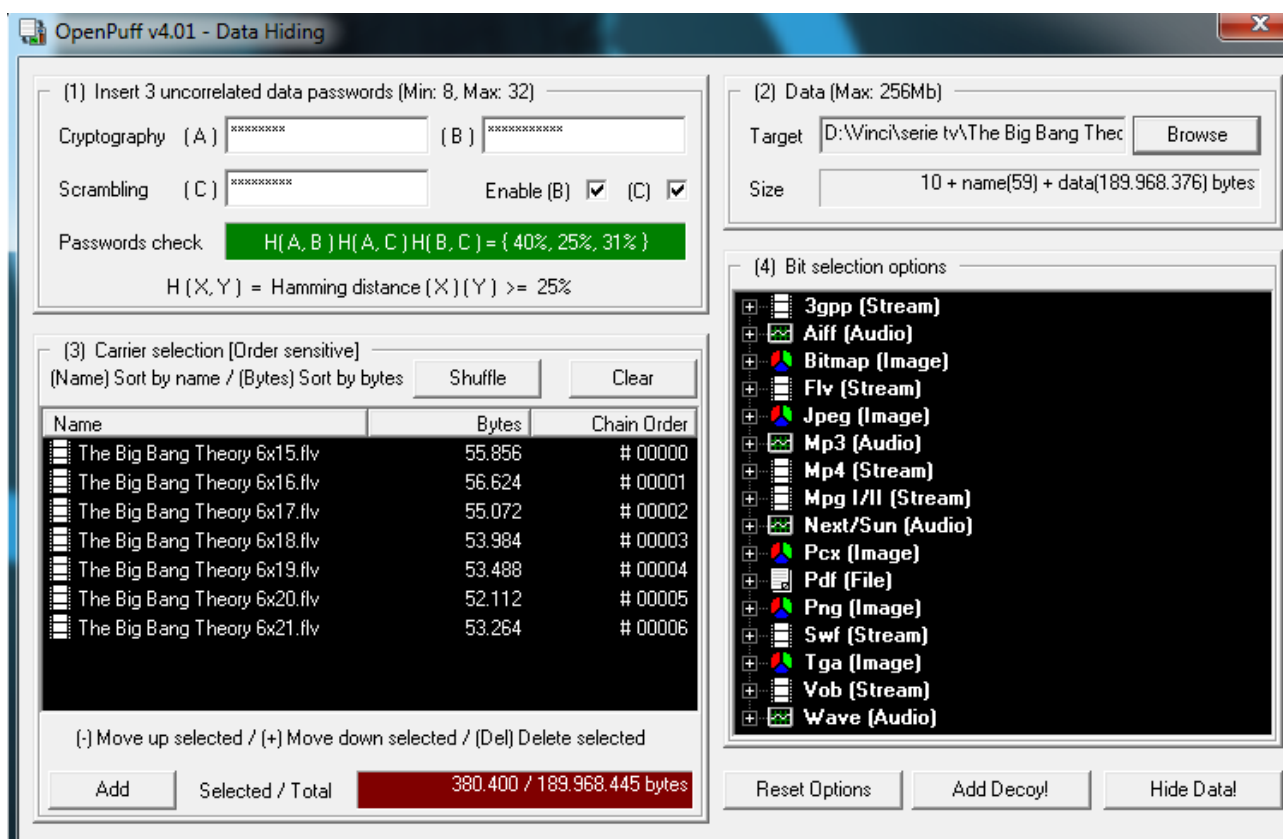 OpenPuff v4.01 - Data Hiding
(1) Insert 3 uncorrelated data passwords (Min: 8, Max: 32)
Cryptography (A) ******** (B) ***********
Scrambling (C) ********* Enable (B) (C)
Passwords check H(A, B) H(A, C) H(B, C) = { 40%, 25%, 31% }
H (X, Y) = Hamming distance (X) (Y) >= 25%
(2) Data (Max: 256Mb)
Target D:\Vinci\serie tv\The Big Bang Theo Browse
Size 10 + name(59) + data(189.968.376) bytes
(3) Carrier selection [Order sensitive]
(Name) Sort by name / (Bytes) Sort by bytes Shuffle Clear
Name Bytes Chain Order
The Big Bang Theory 6x15.flv 55.856 # 00000
The Big Bang Theory 6x16.flv 56.624 # 00001
The Big Bang Theory 6x17.flv 55.072 # 00002
The Big Bang Theory 6x18.flv 53.984 # 00003
The Big Bang Theory 6x19.flv 53.488 # 00004
The Big Bang Theory 6x20.flv 52.112 # 00005
The Big Bang Theory 6x21.flv 53.264 # 00006
(-) Move up selected / (+) Move down selected / (Del) Delete selected
Add Selected / Total 380.400 / 189.968.445 bytes
(4) Bit selection options
3gpp (Stream)
Aiff (Audio)
Bitmap (Image)
Flv (Stream)
Jpeg (Image)
Mp3 (Audio)
Mp4 (Stream)
Mpg I/II (Stream)
Next/Sun (Audio)
Pcx (Image)
Pdf (File)
Png (Image)
Swf (Stream)
Tga (Image)
Vob (Stream)
Wave (Audio)
Reset Options Add Decoy! Hide Data!